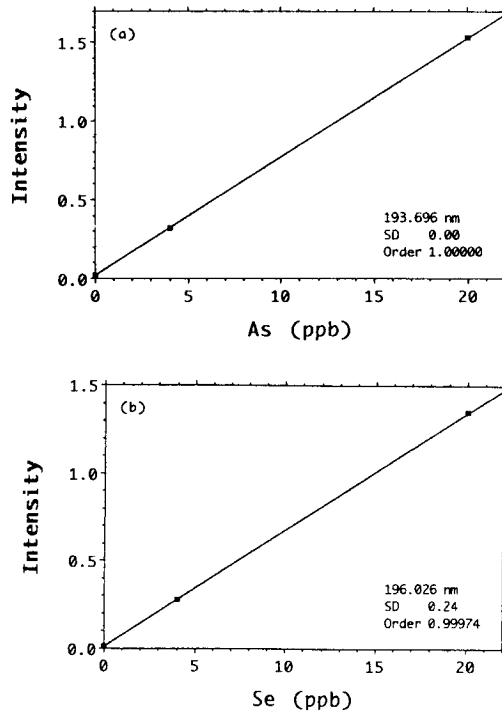 (a)
Intensity
1.5
1.0
0.5
0.0
193.696 nm
SD 0.00
Order 1.00000
0 5 10 15 20
As (ppb)
(b)
Intensity
1.5
1.0
0.5
0.0
196.026 nm
SD 0.24
Order 0.99974
0 5 10 15 20
Se (ppb)